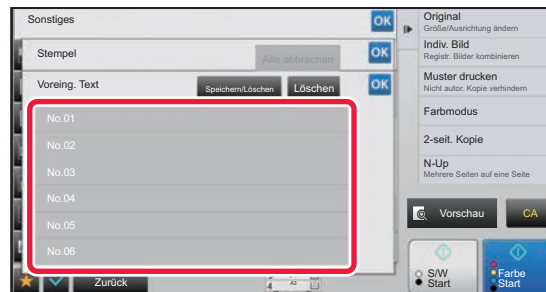 Sonstiges
OK
Stempel
Alle abbrechen
OK
Voreing. Text
Speichern/Löschen
Löschen
OK
No.01
No.02
No.03
No.04
No.05
No.06
Zurück
4
A3
Original
Größe/Ausrichtung ändern
Indiv. Bild
Registr. Bilder kombinieren
Muster drucken
Nicht autor. Kopie verhindern
Farbmodus
2-seit. Kopie
N-Up
Mehrere Seiten auf eine Seite
Vorschau
CA
S/W
Start
Farbe
Start